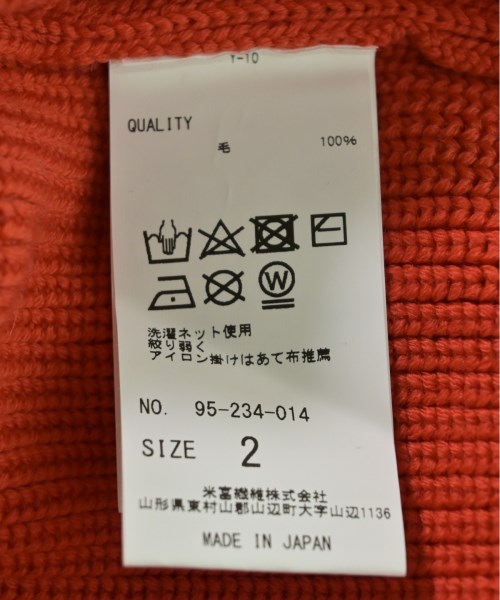 Y-10
QUALITY
毛 100%
W
洗濯ネット使用
絞り弱く
アイロン掛けはあて布推薦
NO. 95-234-014
SIZE 2
米富繊維株式会社
山形県東村山郡山辺町大字山辺1136
MADE IN JAPAN